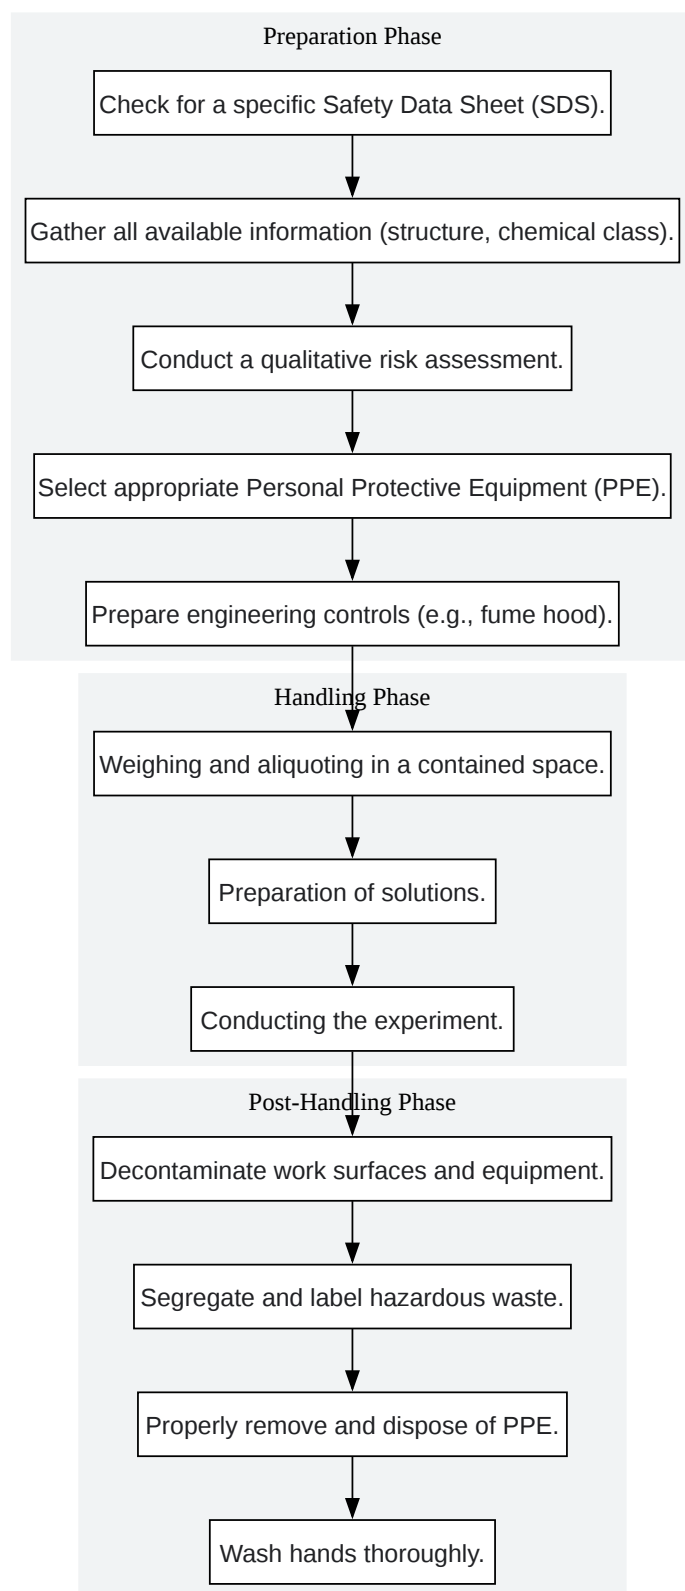 Preparation Phase
Check for a specific Safety Data Sheet (SDS).
Gather all available information (structure, chemical class).
Conduct a qualitative risk assessment.
Select appropriate Personal Protective Equipment (PPE).
Prepare engineering controls (e.g., fume hood).
Handling Phase
Weighing and aliquoting in a contained space.
Preparation of solutions.
Conducting the experiment.
Post-Handling Phase
Decontaminate work surfaces and equipment.
Segregate and label hazardous waste.
Properly remove and dispose of PPE.
Wash hands thoroughly.